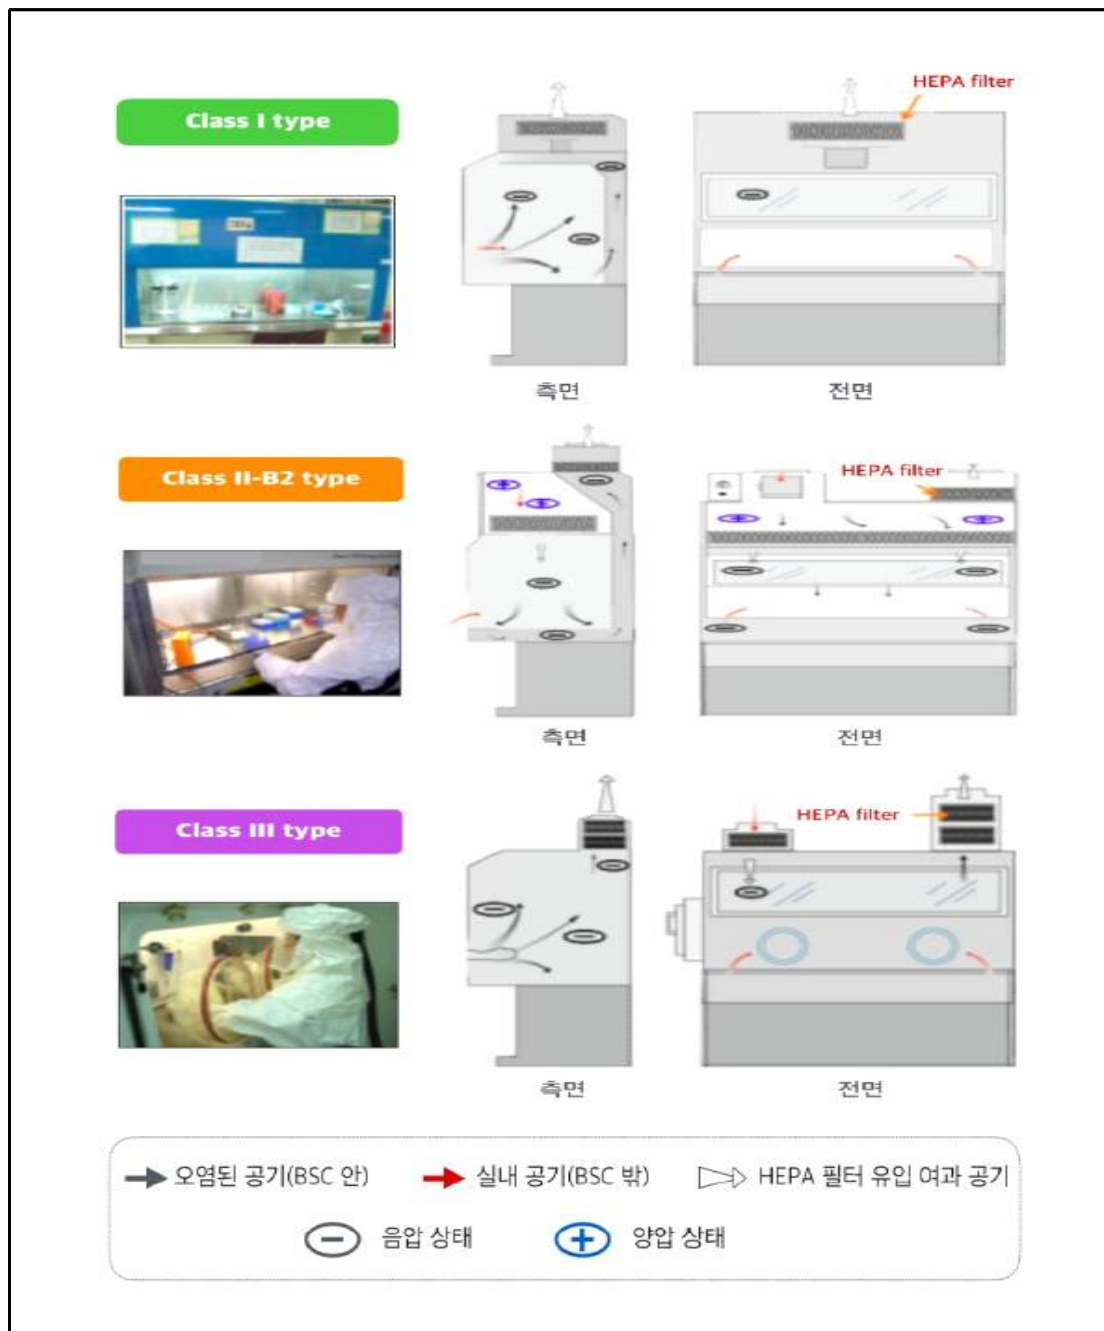 HEPA filter
Class I type
측면 전면
Class II-B2 type
HEPA filter
측면 전면
Class III type
HEPA filter
측면 전면
오염된 공기(BSC 안) 실내 공기(BSC 밖) HEPA 필터 유입 여과 공기
음압 상태 양압 상태